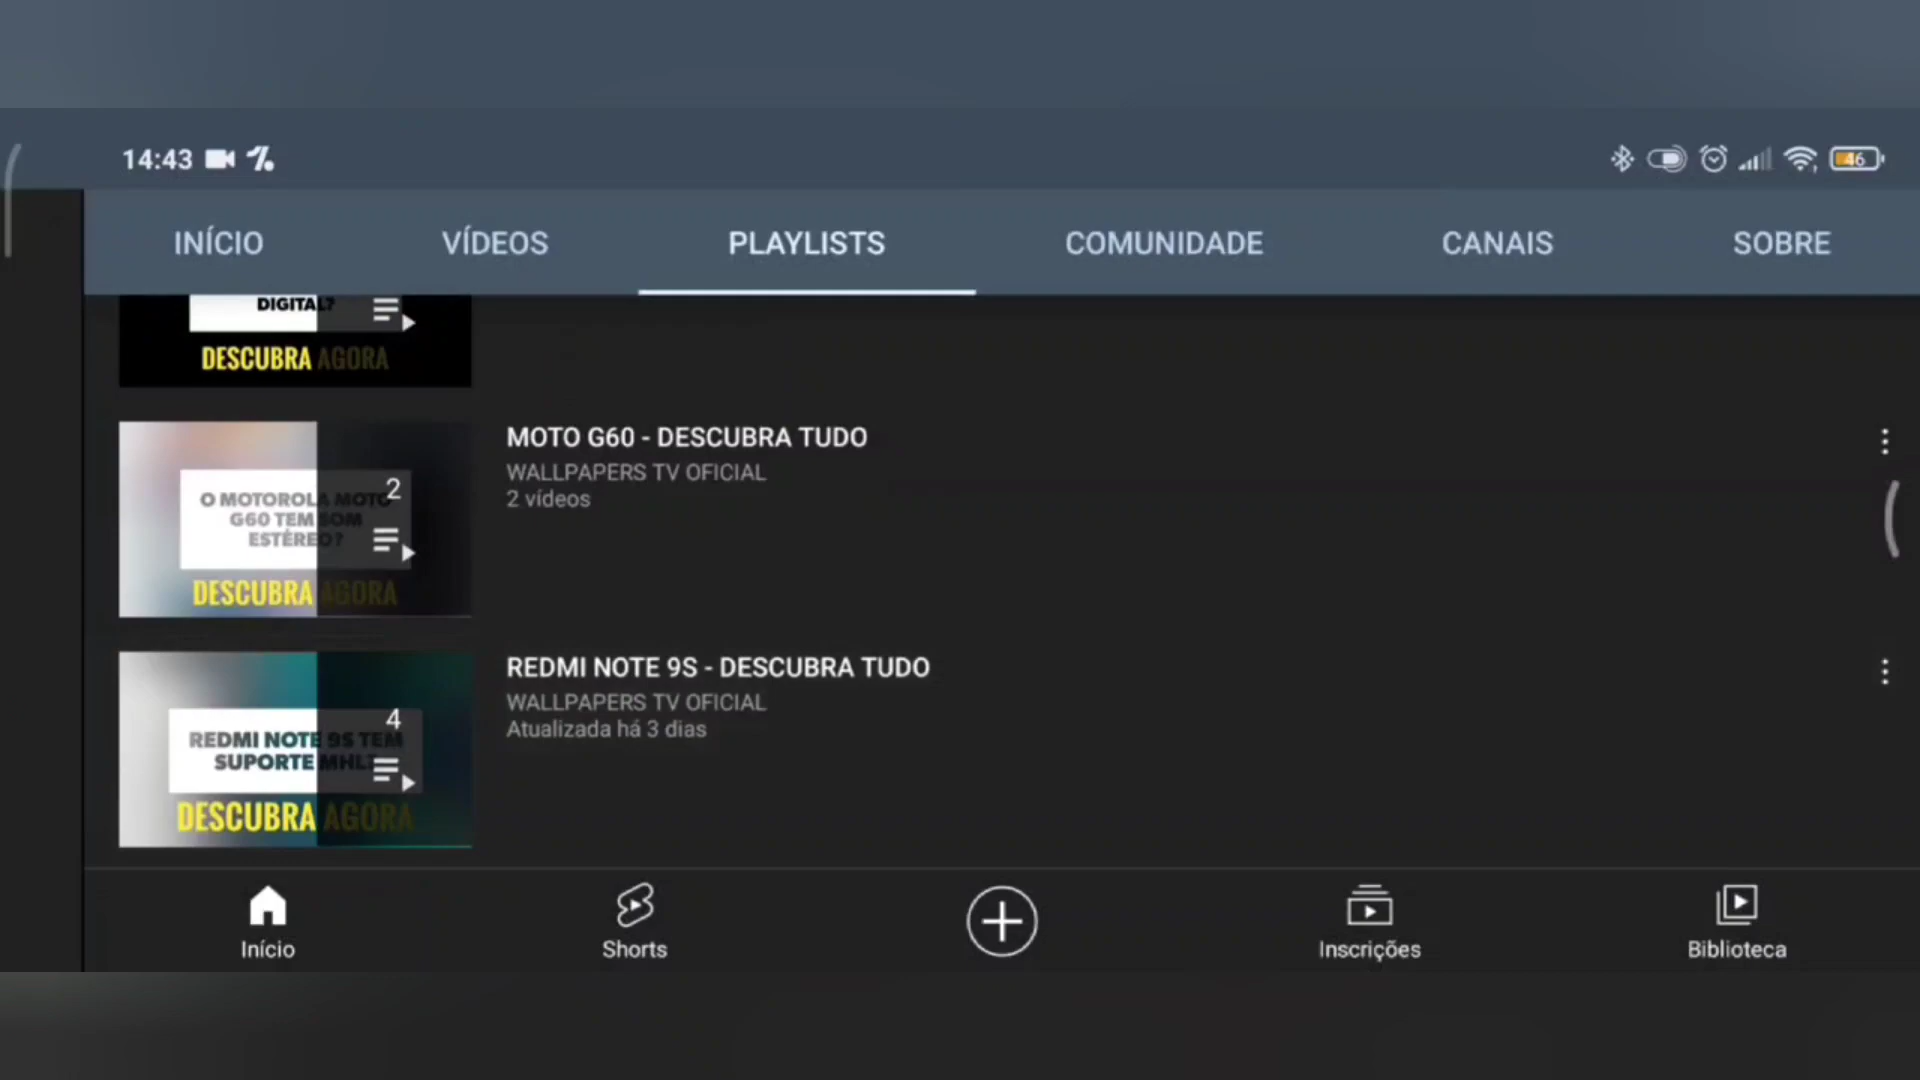 14:43
46
INÍCIO VÍDEOS PLAYLISTS COMUNIDADE CANAIS SOBRE
DIGITAL?
DESCUBRA AGORA
MOTO G60 - DESCUBRA TUDO
WALLPAPERS TV OFICIAL
2 vídeos
2
O MOTOROLA MOTO
G60 TEM SOM
ESTÉREO?
DESCUBRA AGORA
REDMI NOTE 9S - DESCUBRA TUDO
WALLPAPERS TV OFICIAL
Atualizada há 3 dias
4
REDMI NOTE 9S TEM
SUPORTE MHL?
DESCUBRA AGORA
Início Shorts Inscrições Biblioteca